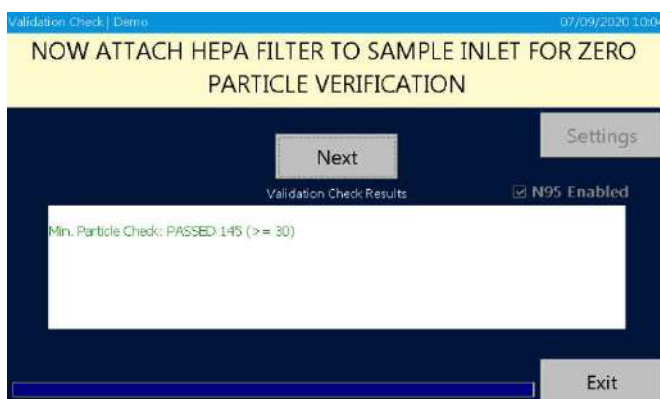 Validation Check | Demo
07/09/2020 10:04
NOW ATTACH HEPA FILTER TO SAMPLE INLET FOR ZERO
PARTICLE VERIFICATION
Settings
Next
Validation Check Results
N95 Enabled
Min. Particle Check: PASSED 145 (>= 30)
Exit